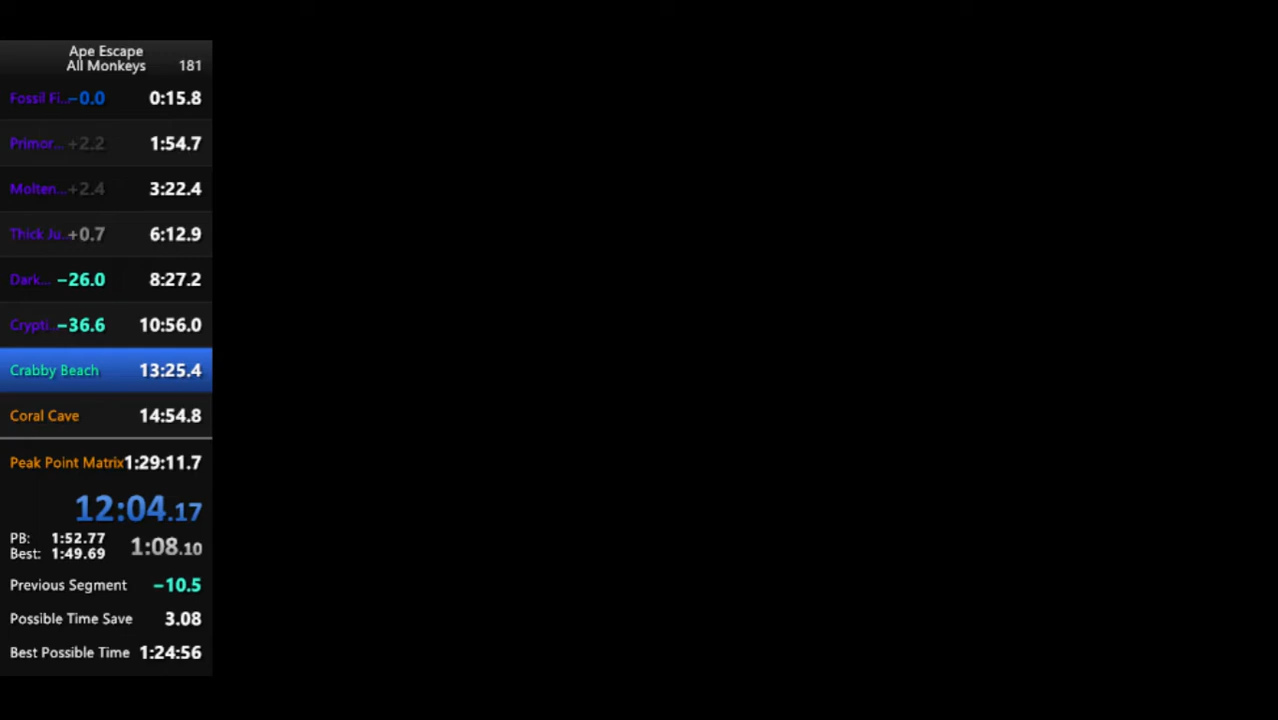 Ape Escape
All Monkeys 181
Fossil Fi... −0.0 0:15.8
Primor... +2.2 1:54.7
Molten... +2.4 3:22.4
Thick Ju... +0.7 6:12.9
Dark... −26.0 8:27.2
Crypti... −36.6 10:56.0
Crabby Beach 13:25.4
Coral Cave 14:54.8
Peak Point Matrix 1:29:11.7
12:04.17
PB: 1:52.77
Best: 1:49.69
1:08.10
Previous Segment −10.5
Possible Time Save 3.08
Best Possible Time 1:24:56